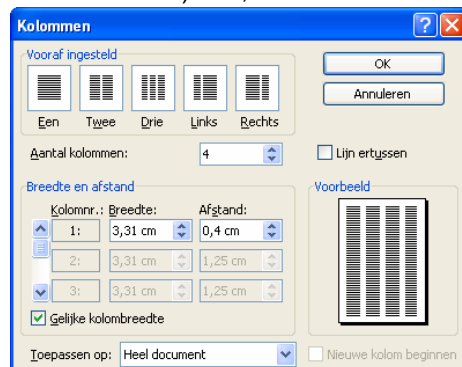 Kolommen
Vooraf ingesteld
Een Twee Drie Links Rechts
OK
Annuleren
Aantal kolommen: 4
Lijn ertussen
Breedte en afstand
Kolomnr.: Breedte: Afstand:
1: 3,31 cm 0,4 cm
2: 3,31 cm 1,25 cm
3: 3,31 cm 1,25 cm
Gelijke kolombreedte
Voorbeeld
Toepassen op: Heel document
Nieuwe kolom beginnen